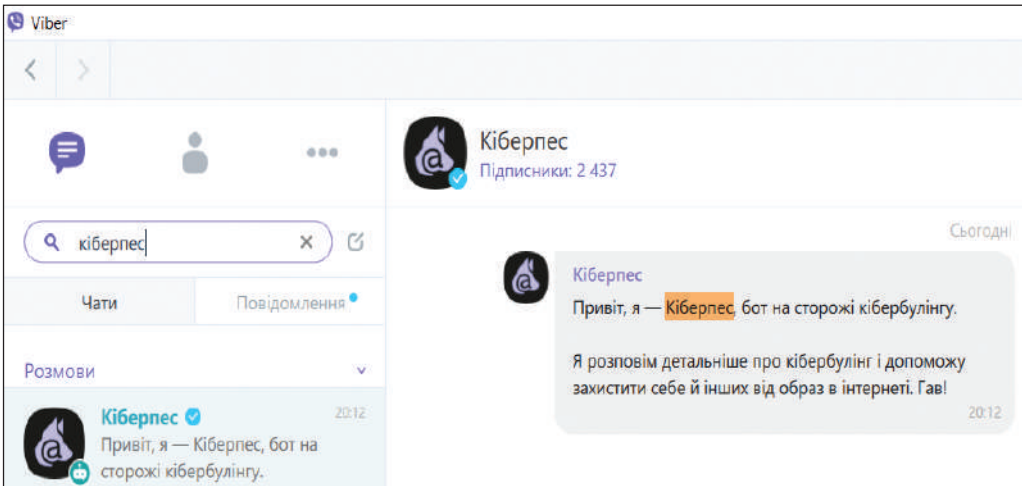 Viber
Кіберпес
Підписники: 2 437
кіберпес
Сьогодні
Чати
Повідомлення
Кіберпес
Привіт, я — Кіберпес, бот на сторожі кібербулінгу.
Я розповім детальніше про кібербулінг і допоможу
захистити себе й інших від образ в інтернеті. Гав!
20:12
Розмови
Кіберпес
20:12
Привіт, я — Кіберпес, бот на
сторожі кібербулінгу.